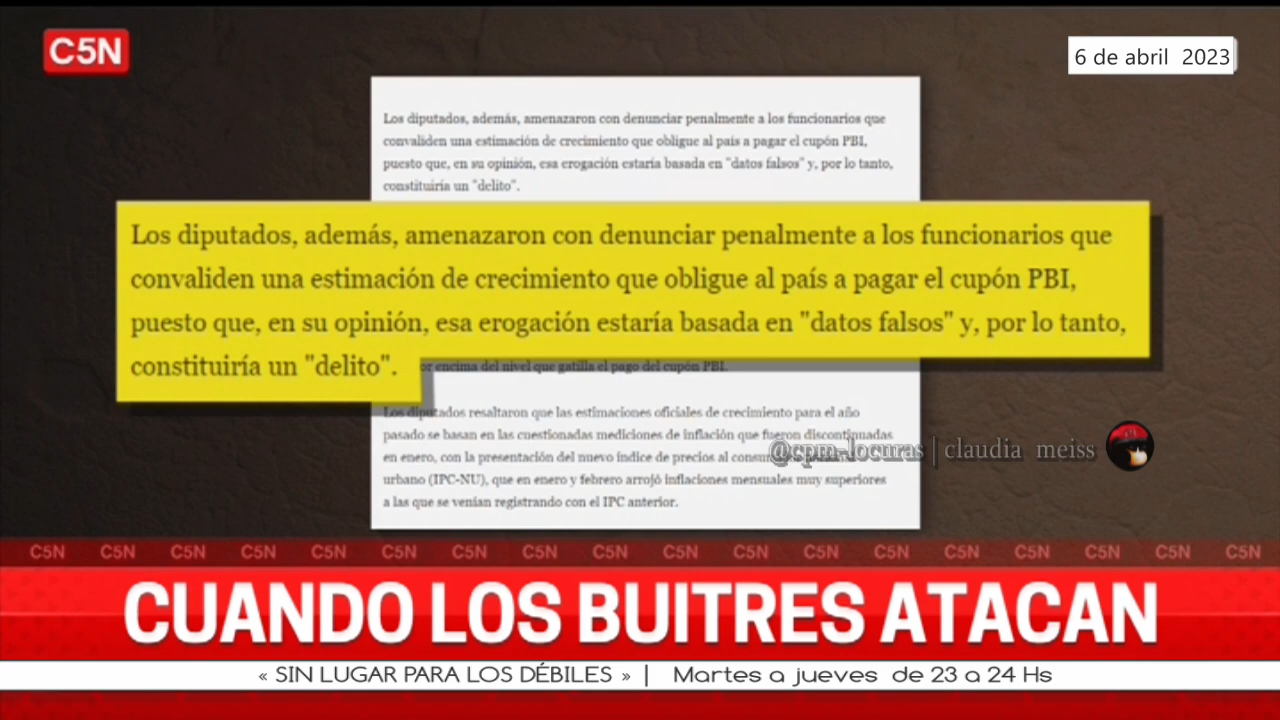 C5N
6 de abril 2023
Los diputados, además, amenazaron con denunciar penalmente a los funcionarios que
convaliden una estimación de crecimiento que obligue al país a pagar el cupón PBI,
puesto que, en su opinión, esa erogación estaría basada en "datos falsos" y, por lo tanto,
constituiría un "delito".
Los diputados, además, amenazaron con denunciar penalmente a los funcionarios que
convaliden una estimación de crecimiento que obligue al país a pagar el cupón PBI,
puesto que, en su opinión, esa erogación estaría basada en "datos falsos" y, por lo tanto,
constituiría un "delito".
encima del nivel que gatilla el pago del cupón PBI.
Los diputados resaltaron que las estimaciones oficiales de crecimiento para el año
pasado se basan en las cuestionadas mediciones de inflación que fueron discontinuadas
en enero, con la presentación del nuevo índice de precios al
urbano (IPC-NU), que en enero y febrero arrojó inflaciones mensuales muy superiores
a las que se venían registrando con el IPC anterior.
@cpm-locuras | claudia meiss
C5N C5N C5N C5N C5N C5N C5N C5N C5N C5N C5N C5N C5N C5N C5N C5N C5N C5N
CUANDO LOS BUITRES ATACAN
« SIN LUGAR PARA LOS DÉBILES » | Martes a jueves de 23 a 24 Hs